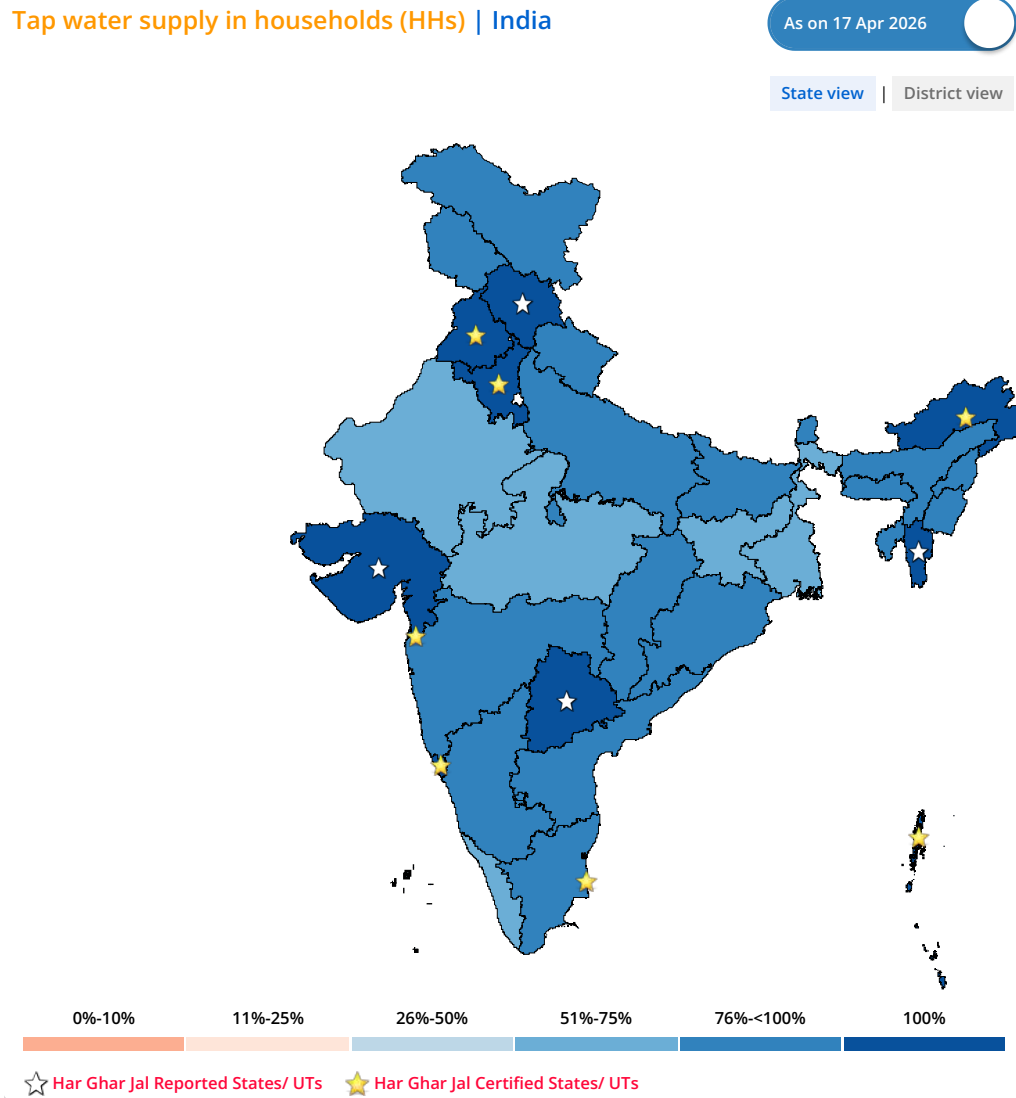 Tap water supply in households (HHs) | India
As on 17 Apr 2026
State view | District view
0%-10% 11%-25% 26%-50% 51%-75% 76%-<100% 100%
Har Ghar Jal Reported States/ UTs Har Ghar Jal Certified States/ UTs